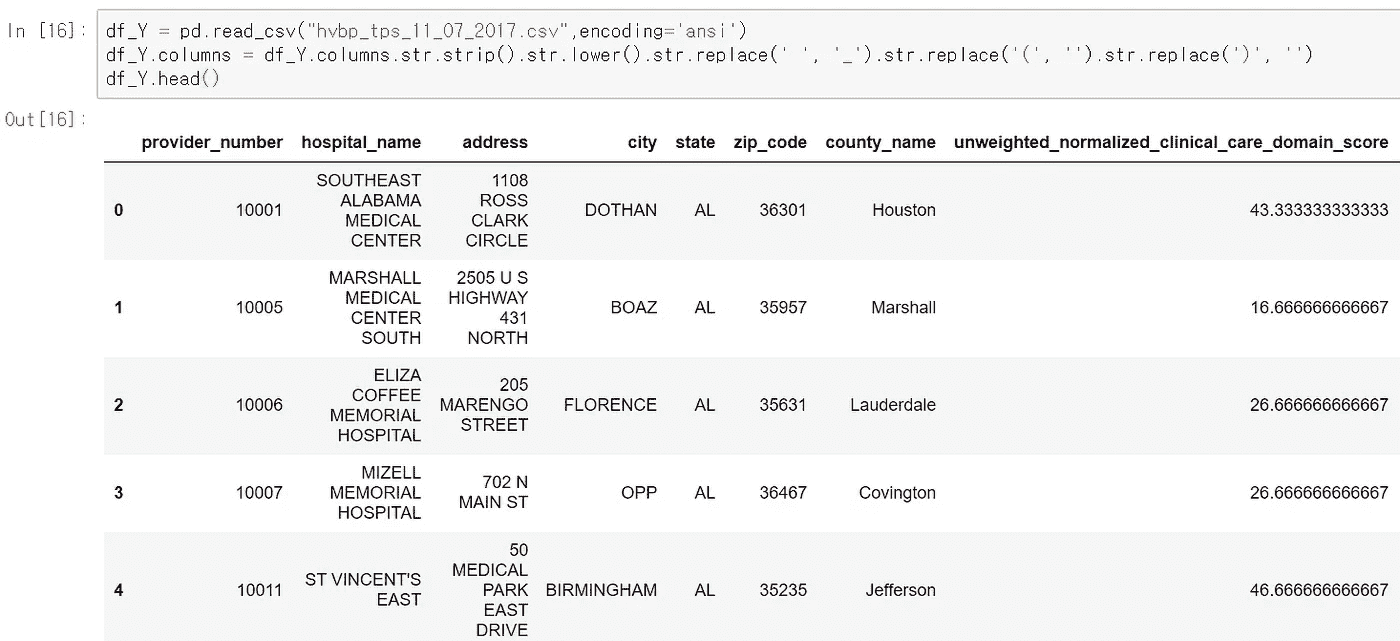 In [16]: df_Y = pd.read_csv("hvbp_tps_11_07_2017.csv",encoding='ansi')
df_Y.columns = df_Y.columns.str.strip().str.lower().str.replace(' ', '_').str.replace('(', '').str.replace(')', '')
df_Y.head()
Out[16]:
provider_number hospital_name address city state zip_code county_name unweighted_normalized_clinical_care_domain_score
SOUTHEAST 1108
ALABAMA ROSS
0 10001 MEDICAL CLARK DOTHAN AL 36301 Houston 43.333333333333
CENTER CIRCLE
MARSHALL 2505 U S
MEDICAL HIGHWAY
1 10005 CENTER 431 BOAZ AL 35957 Marshall 16.666666666667
SOUTH NORTH
ELIZA
COFFEE 205
2 10006 MEMORIAL MARENGO FLORENCE AL 35631 Lauderdale 26.666666666667
HOSPITAL STREET
MIZELL 702 N
3 10007 MEMORIAL MAIN ST OPP AL 36467 Covington 26.666666666667
HOSPITAL
50
MEDICAL
4 10011 ST VINCENT'S EAST PARK BIRMINGHAM AL 35235 Jefferson 46.666666666667
EAST
DRIVE